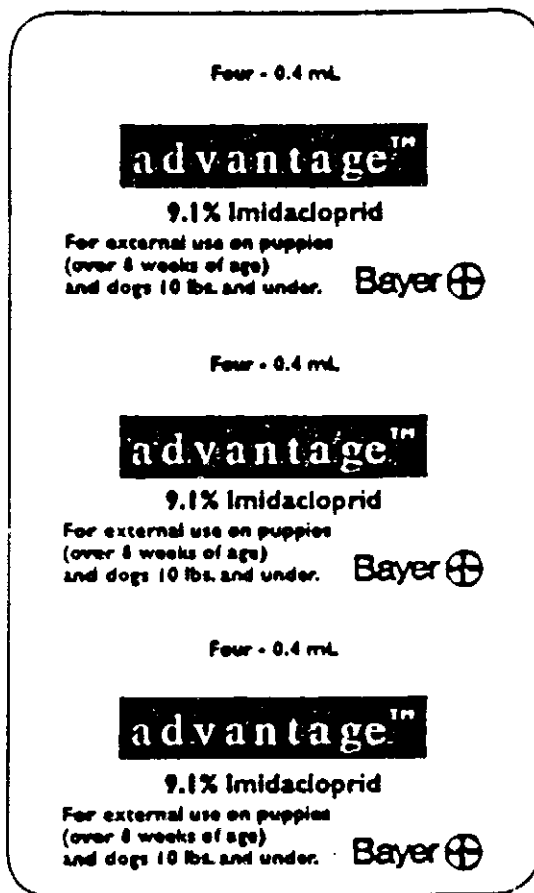 Four - 0.4 mL
advantage™
9.1% Imidacloprid
For external use on puppies
(over 8 weeks of age)
and dogs 10 lbs. and under.
Bayer
Four - 0.4 mL
advantage™
9.1% Imidacloprid
For external use on puppies
(over 8 weeks of age)
and dogs 10 lbs. and under.
Bayer
Four - 0.4 mL
advantage™
9.1% Imidacloprid
For external use on puppies
(over 8 weeks of age)
and dogs 10 lbs. and under.
Bayer